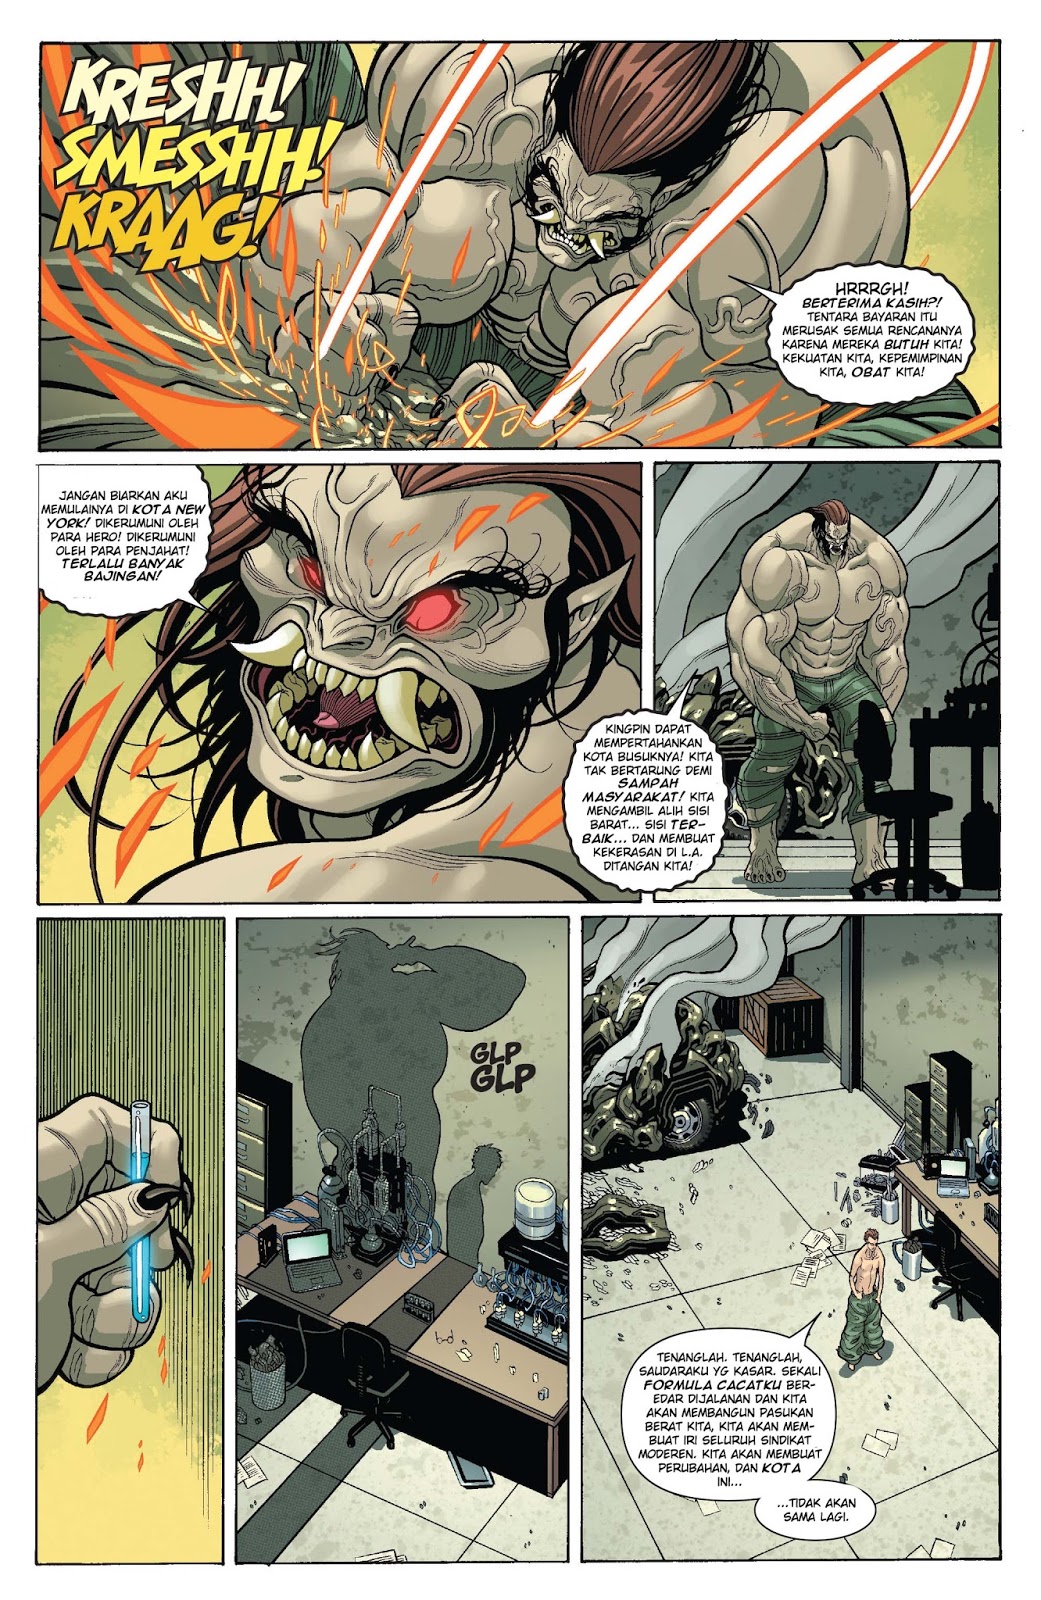 KRESHH!
SMESSHH!
KRAAG!
HRRRGH!
BERTERIMA KASIH?!
TENTARA BAYARAN ITU
MERUSAK SEMUA RENCANANYA
KARENA MEREKA BUTUH KITA!
KEKUATAN KITA, KEPEMIMPINAN
KITA, OBAT KITA!
JANGAN BIARKAN AKU
MEMULAINYA DI KOTA NEW
YORK! DIKERUMUNI OLEH
PARA HERO! DIKERUMUNI
OLEH PARA PENJAHAT!
TERLALU BANYAK
BAJINGAN!
KINGPIN DAPAT
MEMPERTAHANKAN
KOTA BUSUKNYA! KITA
TAK BERTARUNG DEMI
SAMPAH
MASYARAKAT! KITA
MENGAMBIL ALIH SISI
BARAT... SISI TER-
BAIK... DAN MEMBUAT
KEKERASAN DI L.A.
DITANGAN KITA!
GLP
GLP
TENANGLAH. TENANGLAH,
SAUDARAKU YG KASAR. SEKALI
FORMULA CACATKU BER-
EDAR DIJALANAN DAN KITA
AKAN MEMBANGUN PASUKAN
BERAT KITA, KITA AKAN MEM-
BUAT IRI SELURUH SINDIKAT
MODEREN. KITA AKAN MEMBUAT
PERUBAHAN, DAN KOTA
INI...
...TIDAK AKAN
SAMA LAGI.